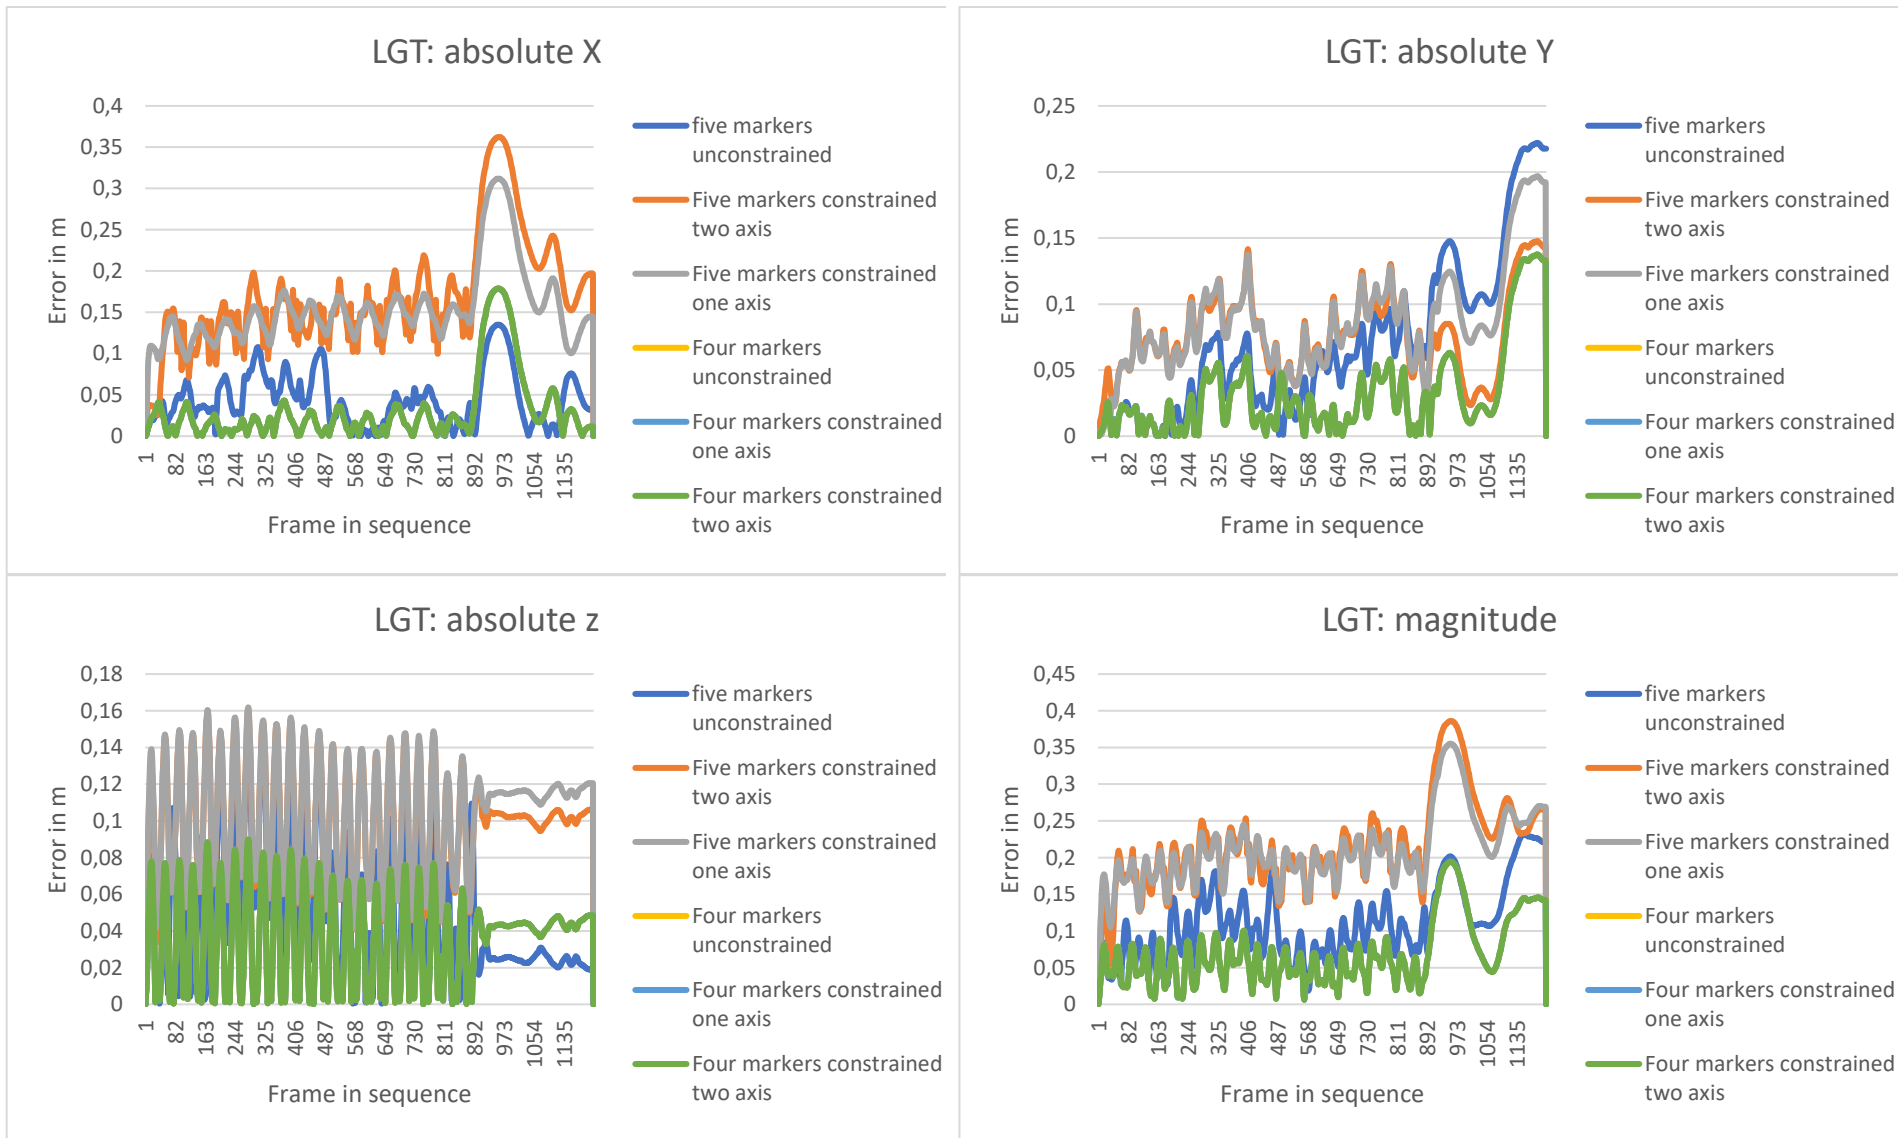 LGT: absolute X
0,4
0,35
0,3
0,25
0,2
0,15
0,1
0,05
0
Error in m
1
82
163
244
325
406
487
568
649
730
811
892
973
1054
1135
Frame in sequence
five markers
unconstrained
Five markers constrained
two axis
Five markers constrained
one axis
Four markers
unconstrained
Four markers constrained
one axis
Four markers constrained
two axis
LGT: absolute Y
0,25
0,2
0,15
0,1
0,05
0
Error in m
1
82
163
244
325
406
487
568
649
730
811
892
973
1054
1135
Frame in sequence
five markers
unconstrained
Five markers constrained
two axis
Five markers constrained
one axis
Four markers
unconstrained
Four markers constrained
one axis
Four markers constrained
two axis
LGT: absolute z
0,18
0,16
0,14
0,12
0,1
0,08
0,06
0,04
0,02
0
Error in m
1
82
163
244
325
406
487
568
649
730
811
892
973
1054
1135
Frame in sequence
five markers
unconstrained
Five markers constrained
two axis
Five markers constrained
one axis
Four markers
unconstrained
Four markers constrained
one axis
Four markers constrained
two axis
LGT: magnitude
0,45
0,4
0,35
0,3
0,25
0,2
0,15
0,1
0,05
0
Error in m
1
82
163
244
325
406
487
568
649
730
811
892
973
1054
1135
Frame in sequence
five markers
unconstrained
Five markers constrained
two axis
Five markers constrained
one axis
Four markers
unconstrained
Four markers constrained
one axis
Four markers constrained
two axis